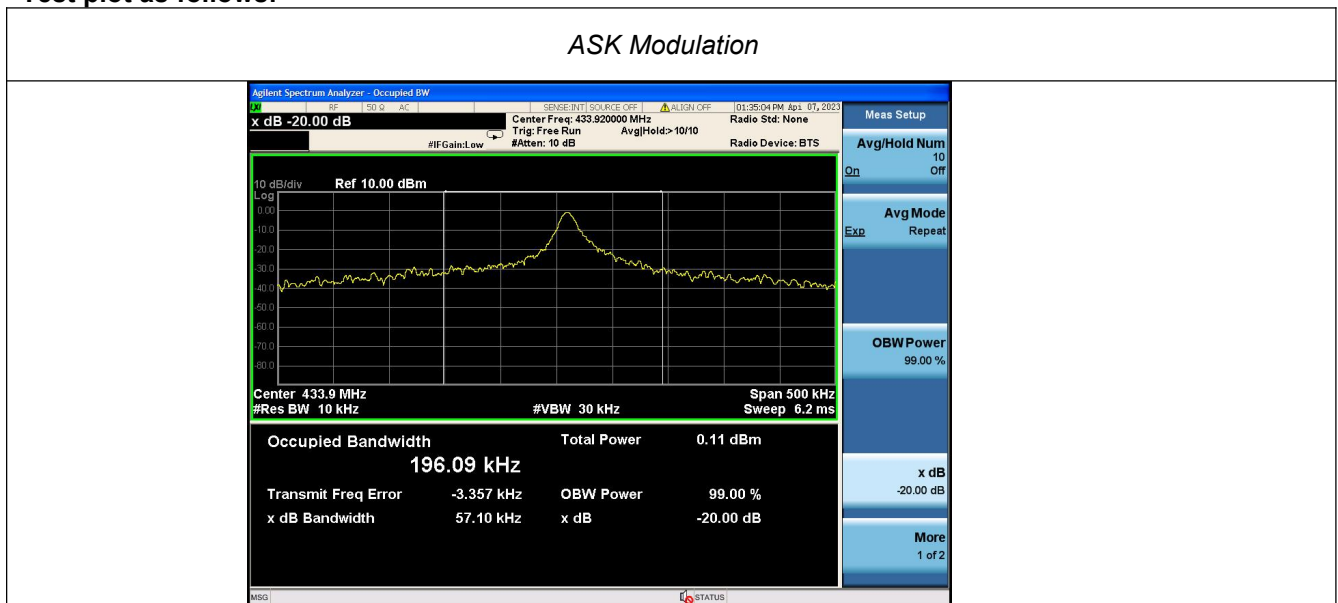 Test plot as follows:
ASK Modulation
Agilent Spectrum Analyzer - Occupied BW
LXI RF 50 Ω AC SENSE:INT SOURCE OFF ALIGN OFF 01:35:04 PM Apr 07, 2023
x dB -20.00 dB Center Freq: 433.920000 MHz Radio Std: None
Trig: Free Run Avg|Hold:> 10/10
#IFGain:Low #Atten: 10 dB Radio Device: BTS
10 dB/div Ref 10.00 dBm
Log
0.00
-10.0
-20.0
-30.0
-40.0
-50.0
-60.0
-70.0
-80.0
Center 433.9 MHz Span 500 kHz
#Res BW 10 kHz #VBW 30 kHz Sweep 6.2 ms
Occupied Bandwidth Total Power 0.11 dBm
196.09 kHz
Transmit Freq Error -3.357 kHz OBW Power 99.00 %
x dB Bandwidth 57.10 kHz x dB -20.00 dB
Meas Setup
Avg/Hold Num
10
On Off
Avg Mode
Exp Repeat
OBW Power
99.00 %
x dB
-20.00 dB
More
1 of 2
MSG STATUS